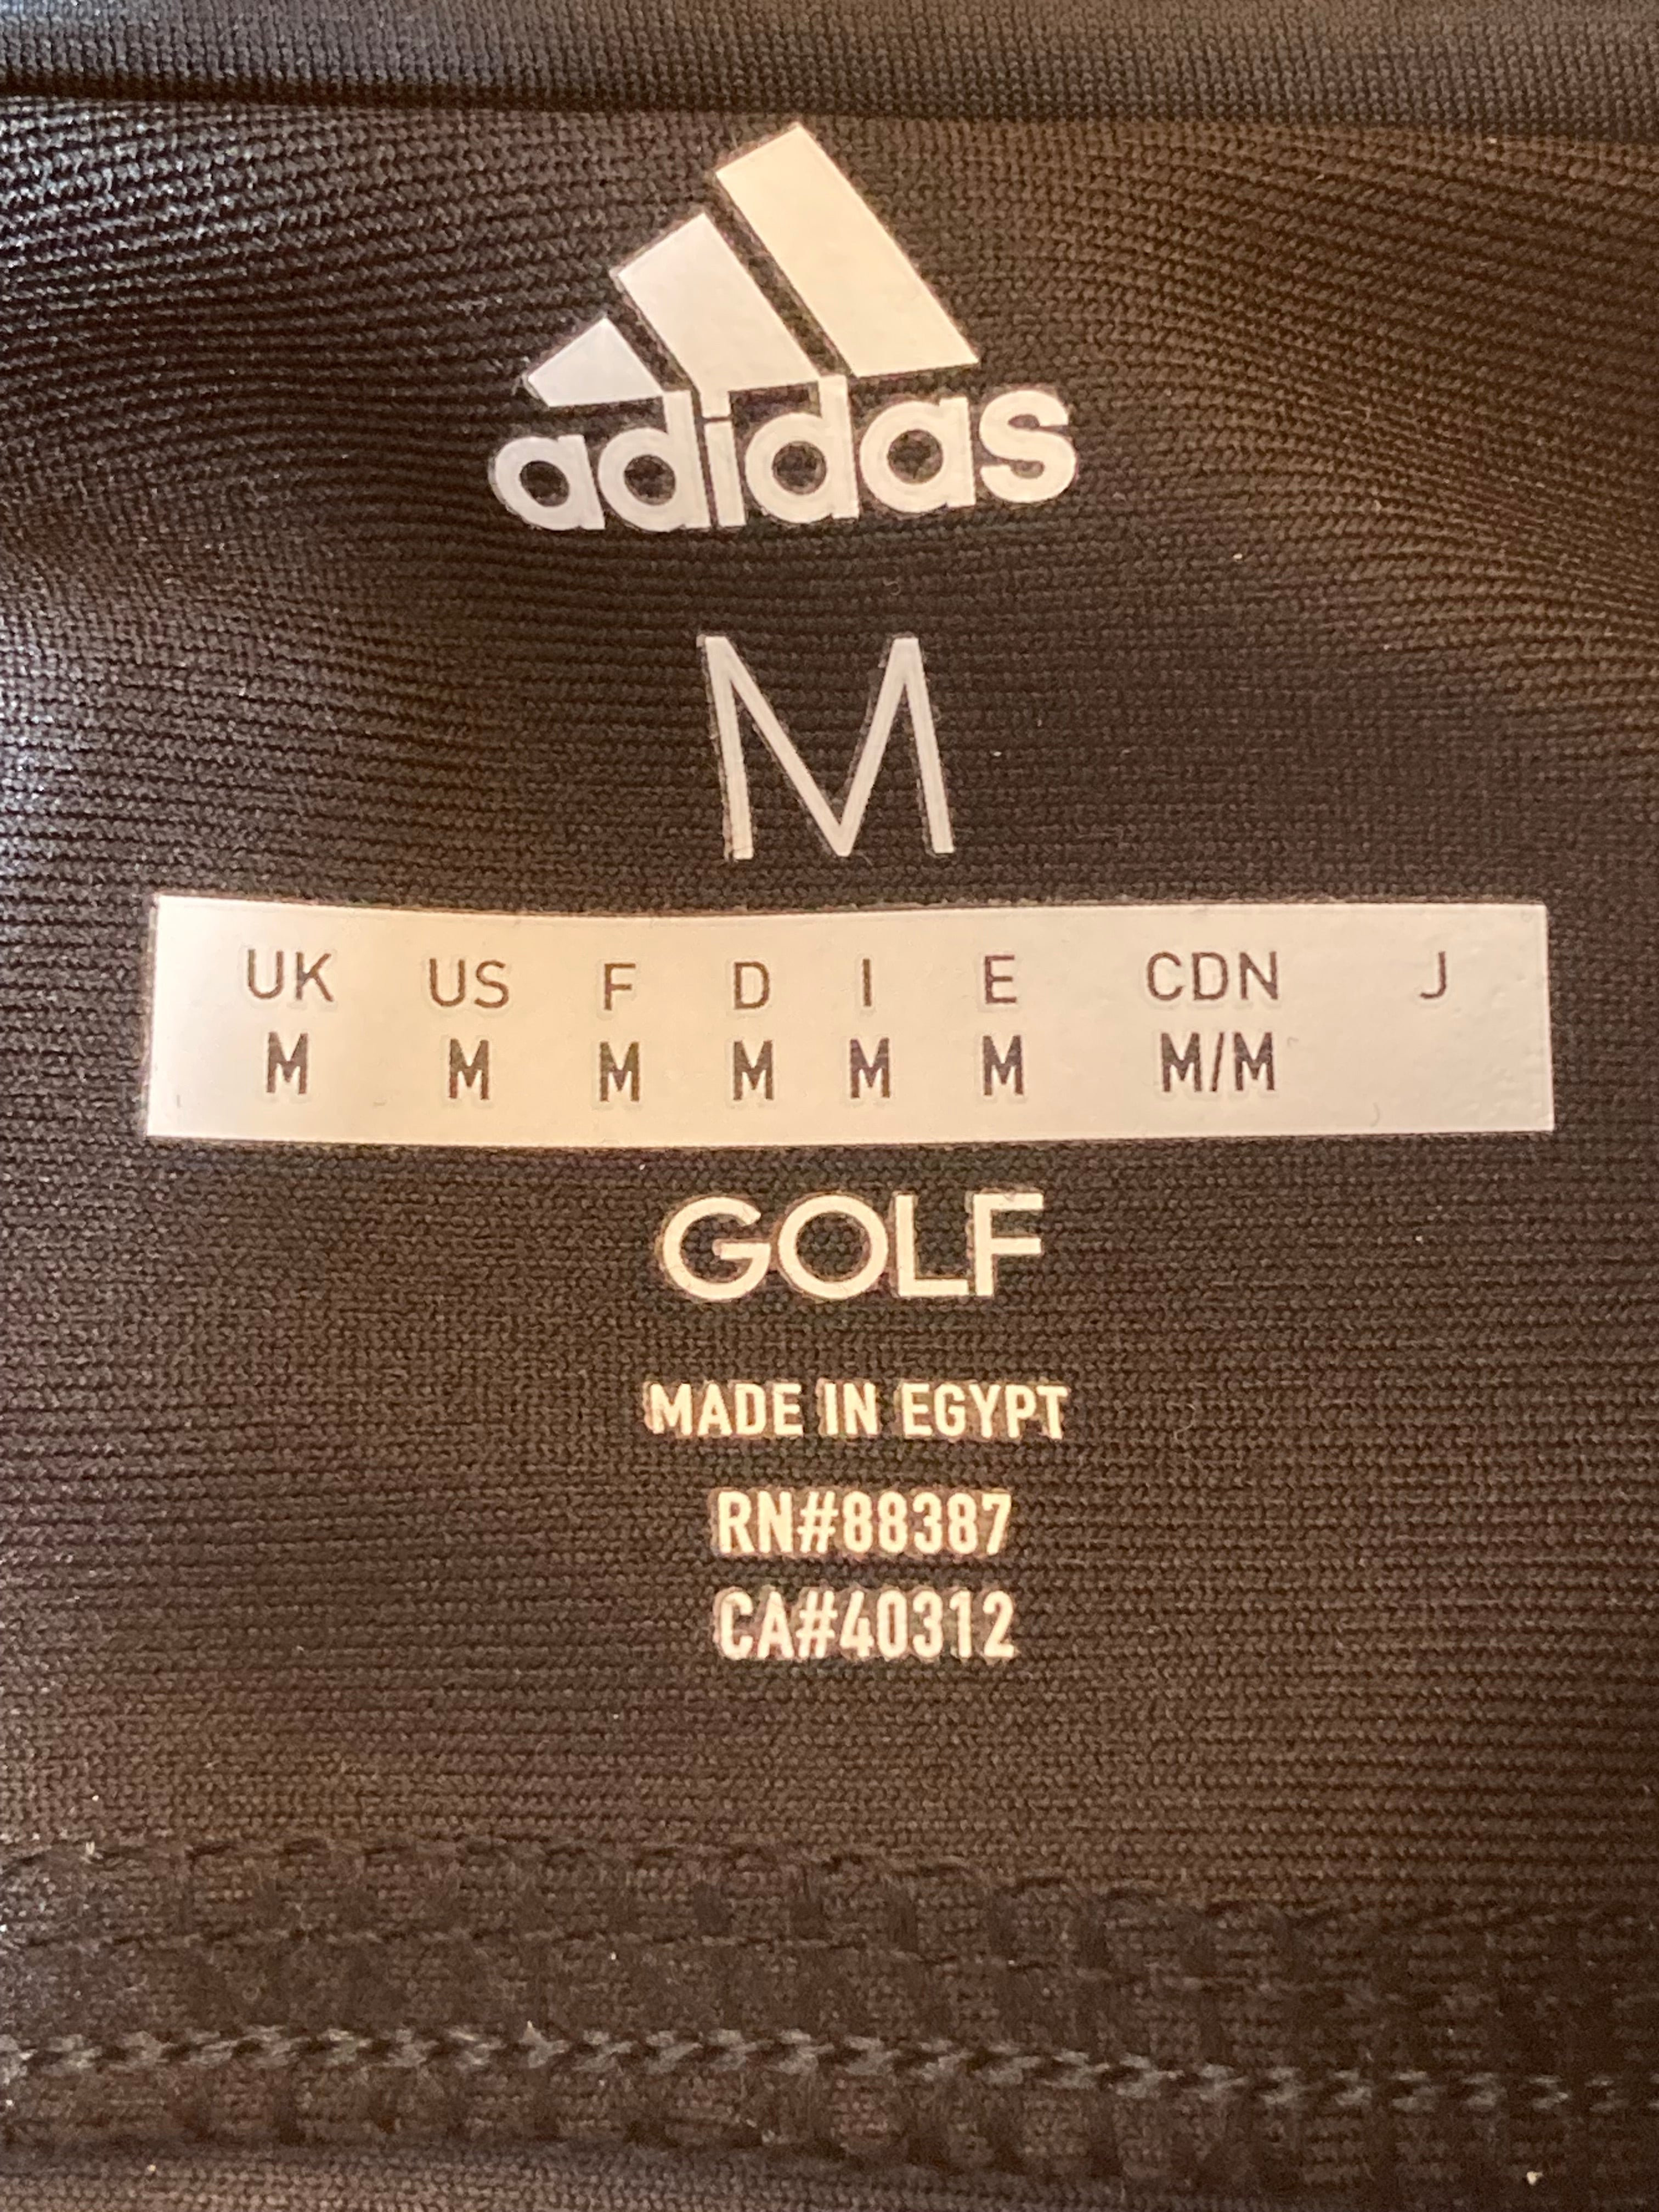 adidas
M
UK US F D I E CDN J
M M M M M M M/M
GOLF
MADE IN EGYPT
RN#88387
CA#40312